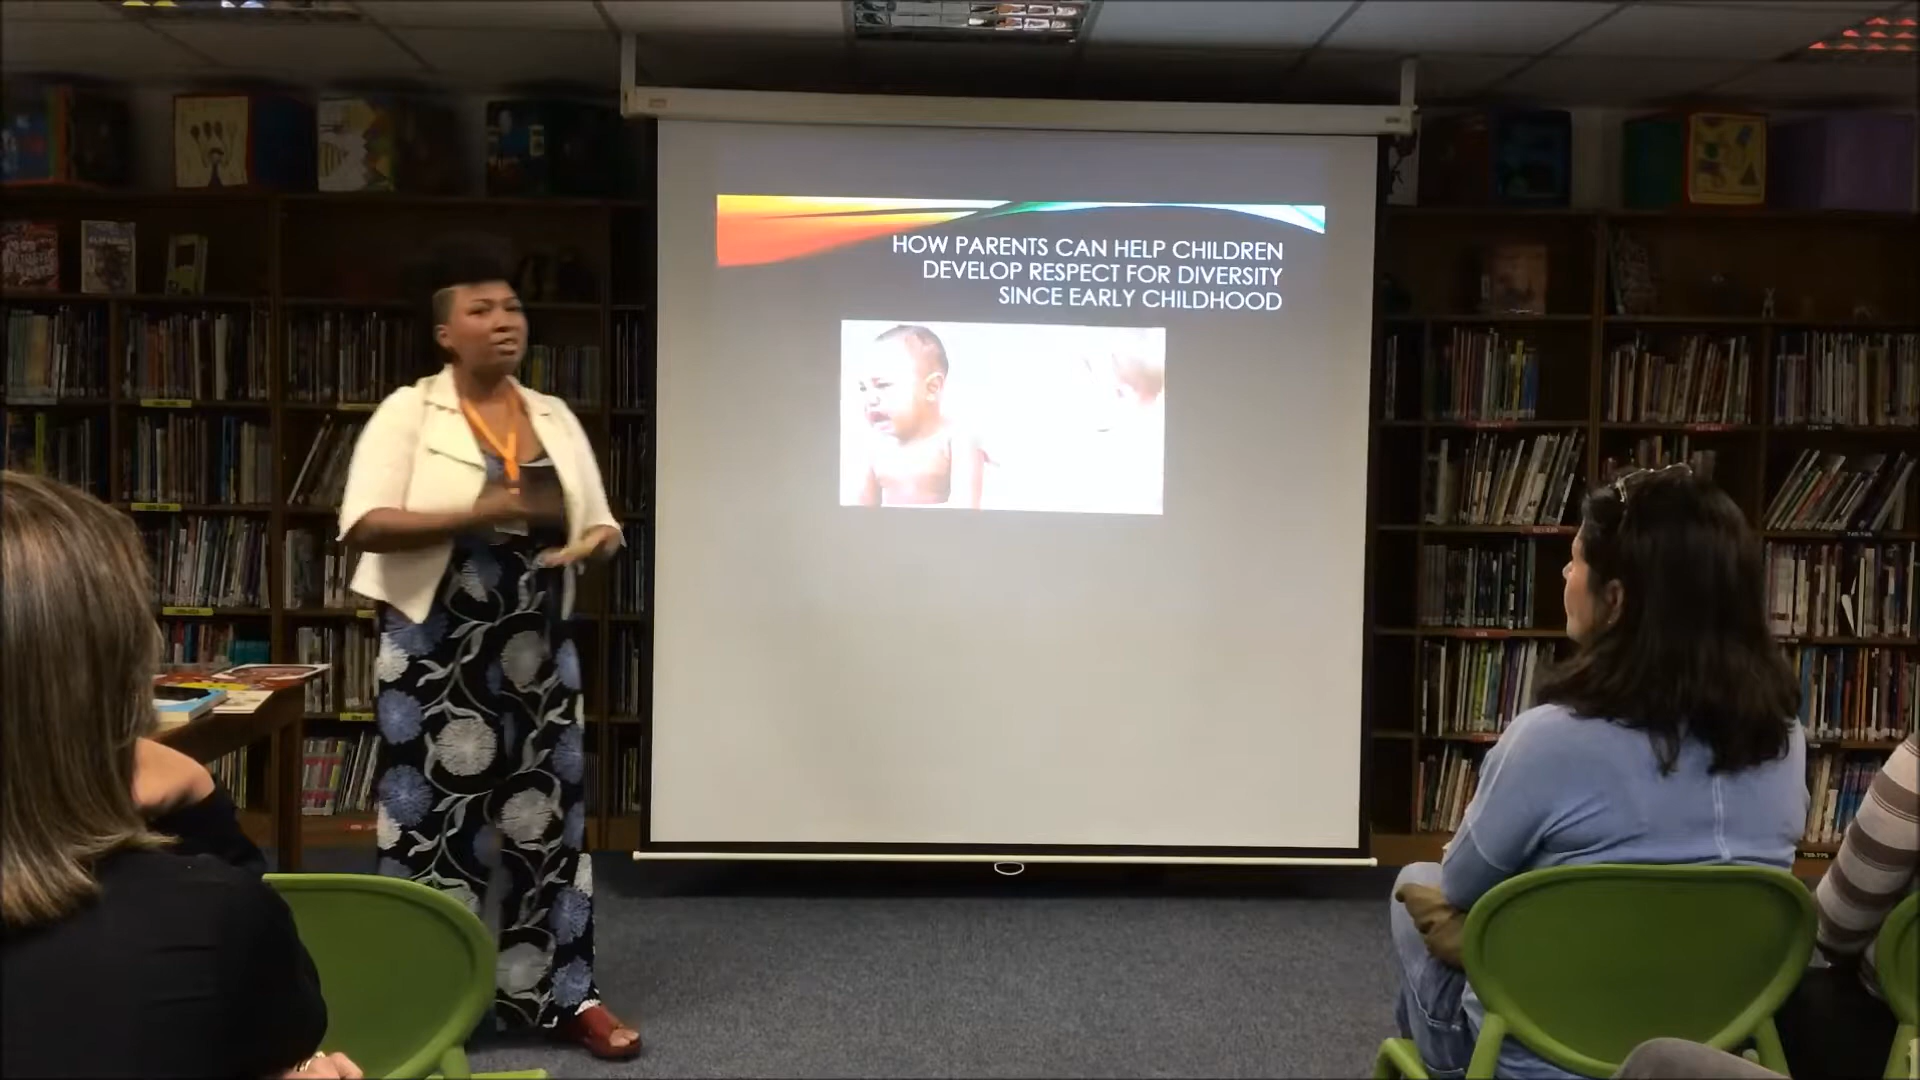 HOW PARENTS CAN HELP CHILDREN
DEVELOP RESPECT FOR DIVERSITY
SINCE EARLY CHILDHOOD